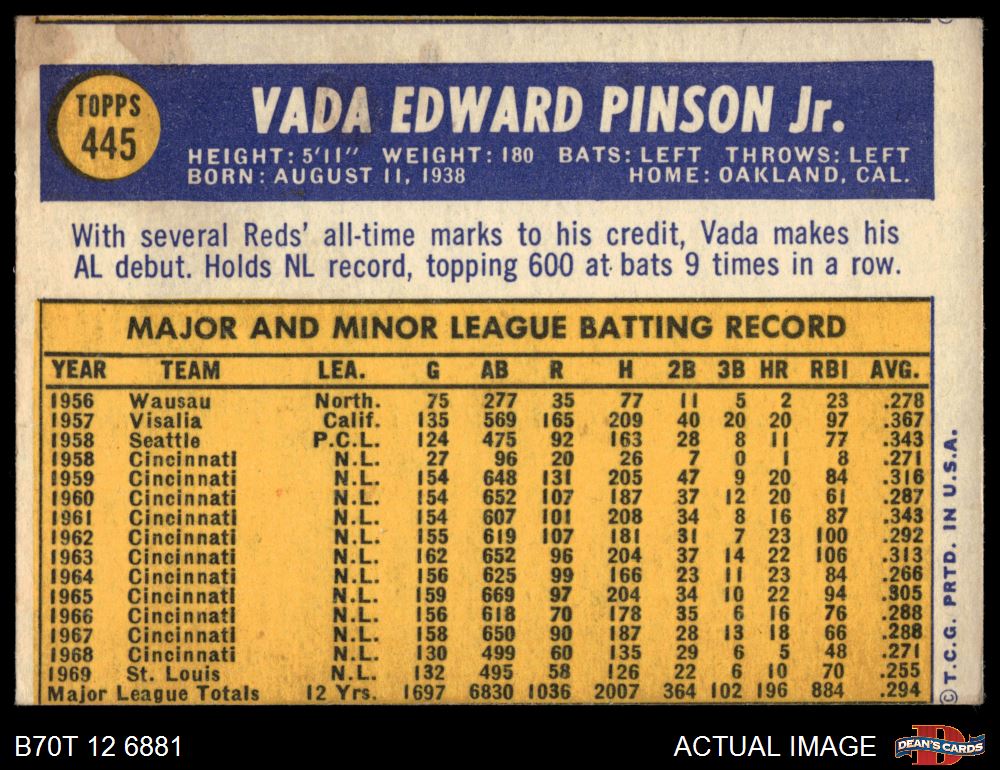 TOPPS
445
VADA EDWARD PINSON Jr.
HEIGHT: 5'11" WEIGHT: 180 BATS: LEFT THROWS: LEFT
BORN: AUGUST 11, 1938 HOME: OAKLAND, CAL.
With several Reds' all-time marks to his credit, Vada makes his
AL debut. Holds NL record, topping 600 at bats 9 times in a row.
MAJOR AND MINOR LEAGUE BATTING RECORD
YEAR TEAM LEA. G AB R H 2B 3B HR RBI AVG.
1956 Wausau North. 75 277 35 77 11 5 2 23 .278
1957 Visalia Calif. 135 569 165 209 40 20 20 97 .367
1958 Seattle P.C.L. 124 475 92 163 28 8 11 77 .343
1958 Cincinnati N.L. 27 96 20 26 7 0 1 8 .271
1959 Cincinnati N.L. 154 648 131 205 47 9 20 84 .316
1960 Cincinnati N.L. 154 652 107 187 37 12 20 61 .287
1961 Cincinnati N.L. 154 607 101 208 34 8 16 87 .343
1962 Cincinnati N.L. 155 619 107 181 31 7 23 100 .292
1963 Cincinnati N.L. 162 652 96 204 37 14 22 106 .313
1964 Cincinnati N.L. 156 625 99 166 23 11 23 84 .266
1965 Cincinnati N.L. 159 669 97 204 34 10 22 94 .305
1966 Cincinnati N.L. 156 618 70 178 35 6 16 76 .288
1967 Cincinnati N.L. 158 650 90 187 28 13 18 66 .288
1968 Cincinnati N.L. 130 499 60 135 29 6 5 48 .271
1969 St. Louis N.L. 132 495 58 126 22 6 10 70 .255
Major League Totals 12 Yrs. 1697 6830 1036 2007 364 102 196 884 .294
© T.C.G. PRTD. IN U.S.A.
B70T 12 6881
ACTUAL IMAGE
DEAN'S CARDS